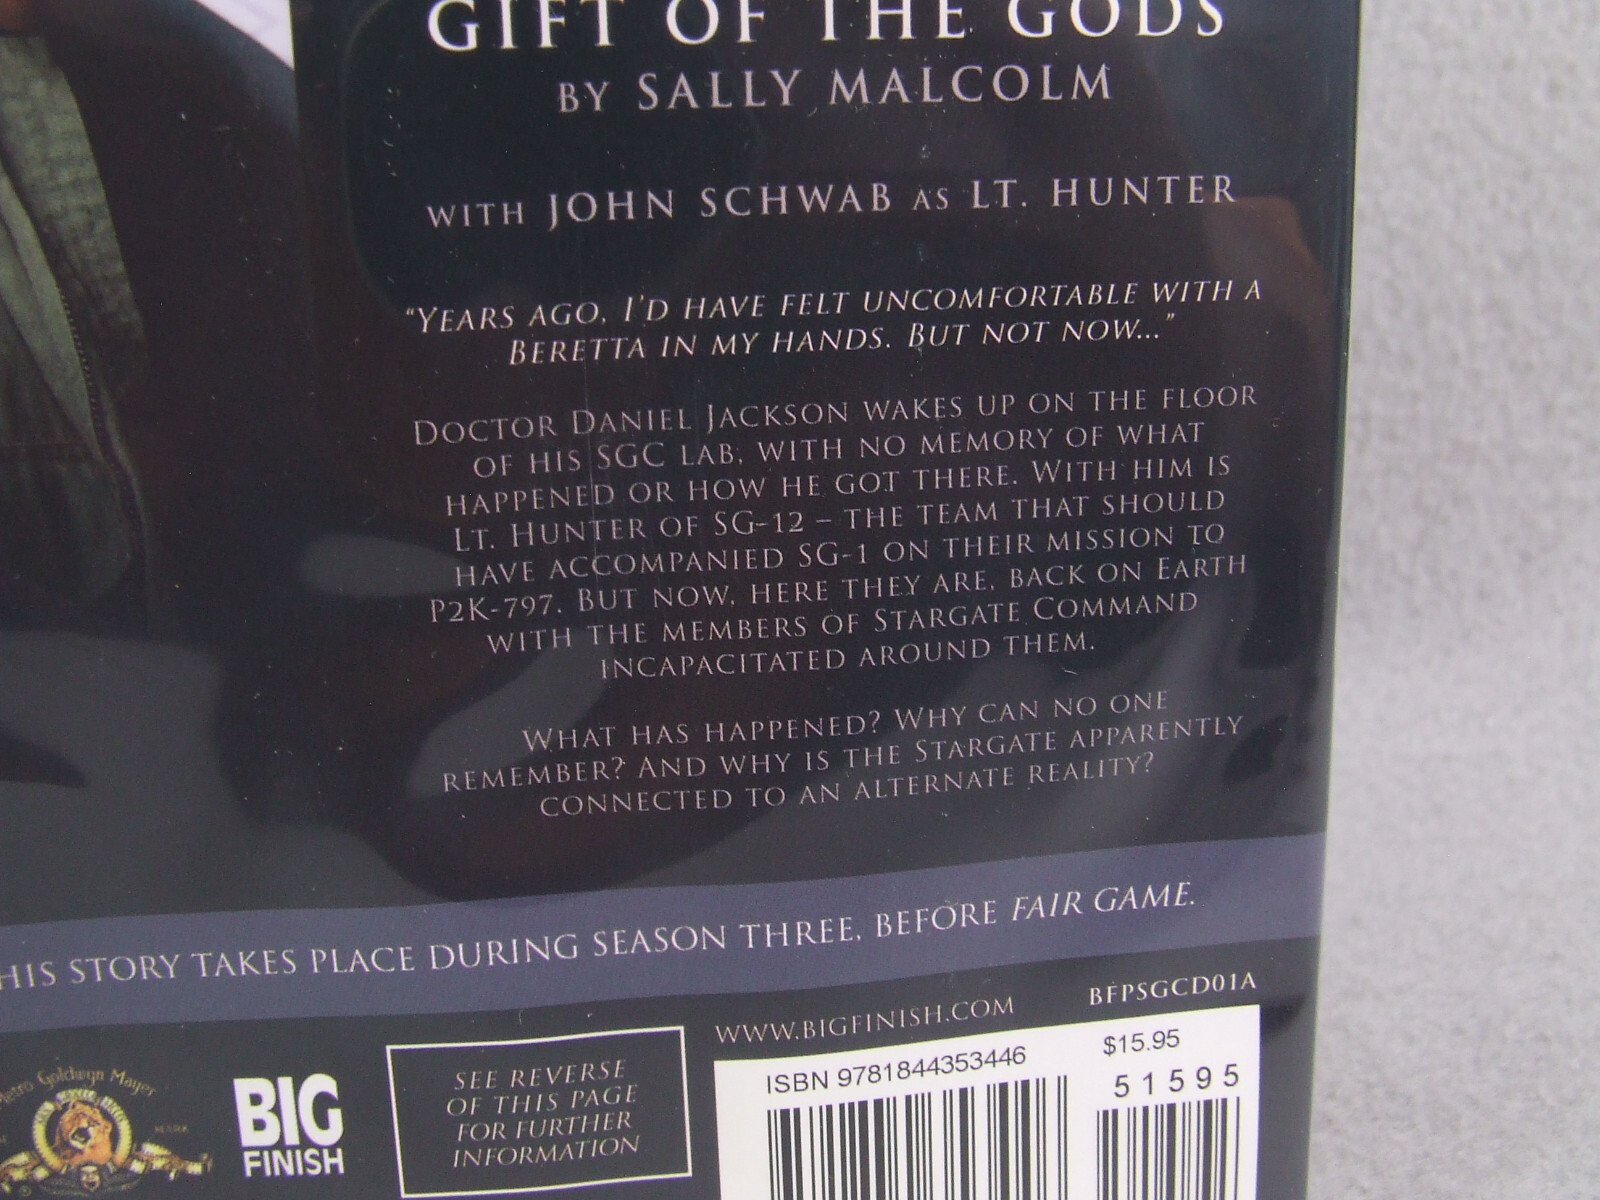 GIFT OF THE GODS
BY SALLY MALCOLM
WITH JOHN SCHWAB AS LT. HUNTER
"YEARS AGO, I'D HAVE FELT UNCOMFORTABLE WITH A
BERETTA IN MY HANDS. BUT NOT NOW..."
DOCTOR DANIEL JACKSON WAKES UP ON THE FLOOR
OF HIS SGC LAB, WITH NO MEMORY OF WHAT
HAPPENED OR HOW HE GOT THERE. WITH HIM IS
LT. HUNTER OF SG-12 – THE TEAM THAT SHOULD
HAVE ACCOMPANIED SG-1 ON THEIR MISSION TO
P2K-797. BUT NOW, HERE THEY ARE, BACK ON EARTH
WITH THE MEMBERS OF STARGATE COMMAND
INCAPACITATED AROUND THEM.
WHAT HAS HAPPENED? WHY CAN NO ONE
REMEMBER? AND WHY IS THE STARGATE APPARENTLY
CONNECTED TO AN ALTERNATE REALITY?
HIS STORY TAKES PLACE DURING SEASON THREE, BEFORE FAIR GAME.
WWW.BIGFINISH.COM BFPSGCD01A
etro Goldwyn Mayer
BIG
FINISH
SEE REVERSE
OF THIS PAGE
FOR FURTHER
INFORMATION
ISBN 9781844353446
$15.95
51595